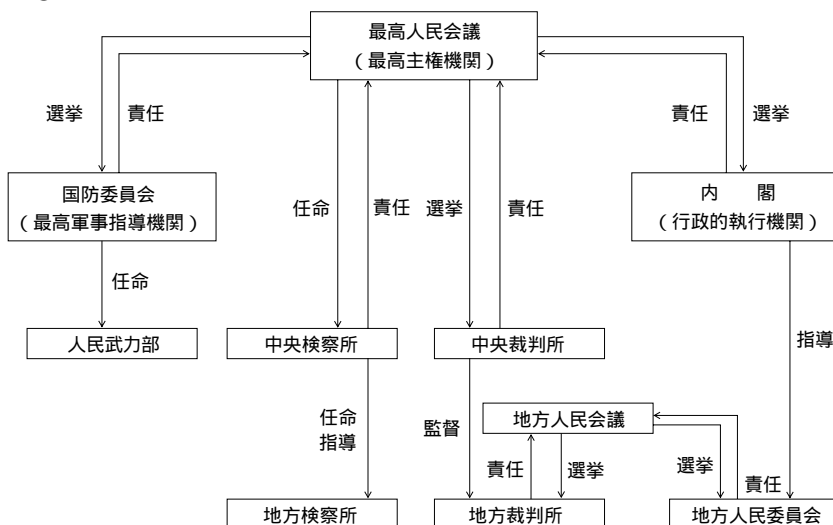 最高人民会議
(最高主権機関)
選挙
責任
責任
選挙
国防委員会
(最高軍事指導機関)
任命
責任
選挙
責任
内 閣
(行政的執行機関)
任命
人民武力部
中央検察所
中央裁判所
指導
任命
指導
監督
地方人民会議
責任
選挙
選挙
責任
地方検察所
地方裁判所
地方人民委員会